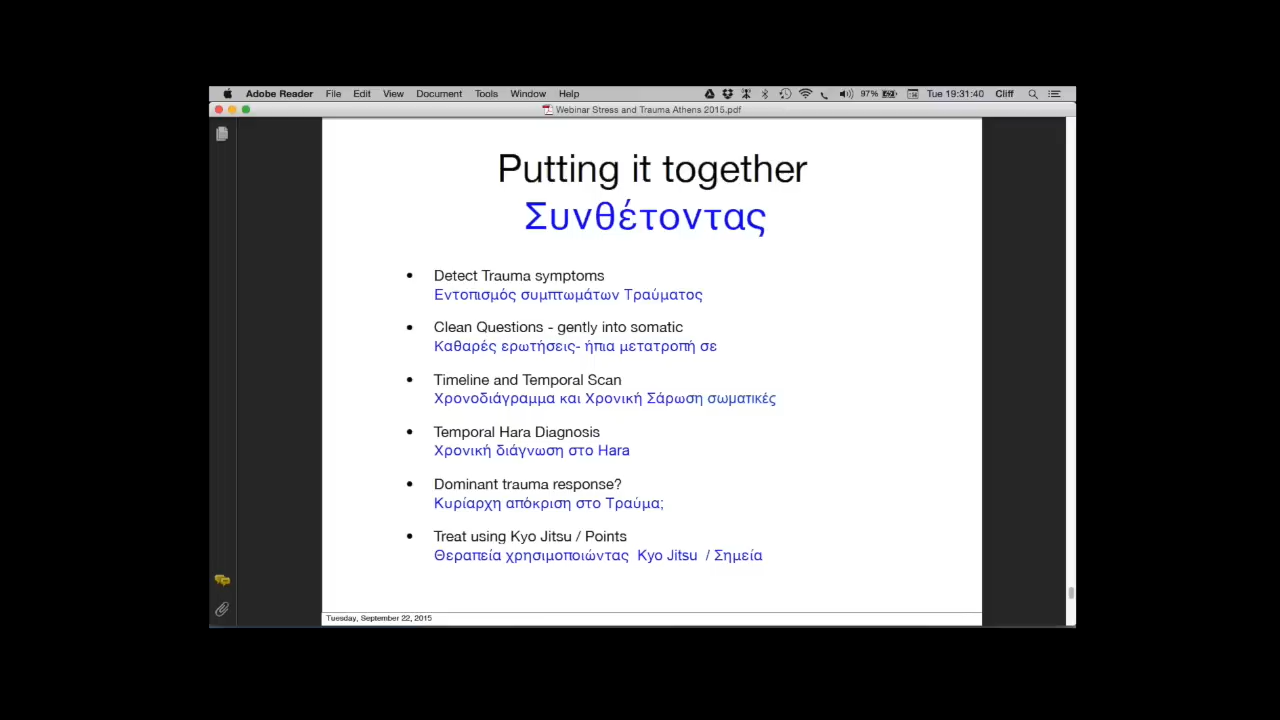 Adobe Reader File Edit View Document Tools Window Help 97% Tue 19:31:40 Cliff
Webinar Stress and Trauma Athens 2015.pdf
Putting it together
Συνθέτοντας
• Detect Trauma symptoms
Εντοπισμός συμπτωμάτων Τραύματος
• Clean Questions - gently into somatic
Καθαρές ερωτήσεις- ήπια μετατροπή σε
• Timeline and Temporal Scan
Χρονοδιάγραμμα και Χρονική Σάρωση σωματικές
• Temporal Hara Diagnosis
Χρονική διάγνωση στο Hara
• Dominant trauma response?
Κυρίαρχη απόκριση στο Τραύμα;
• Treat using Kyo Jitsu / Points
Θεραπεία χρησιμοποιώντας Kyo Jitsu / Σημεία
Tuesday, September 22, 2015